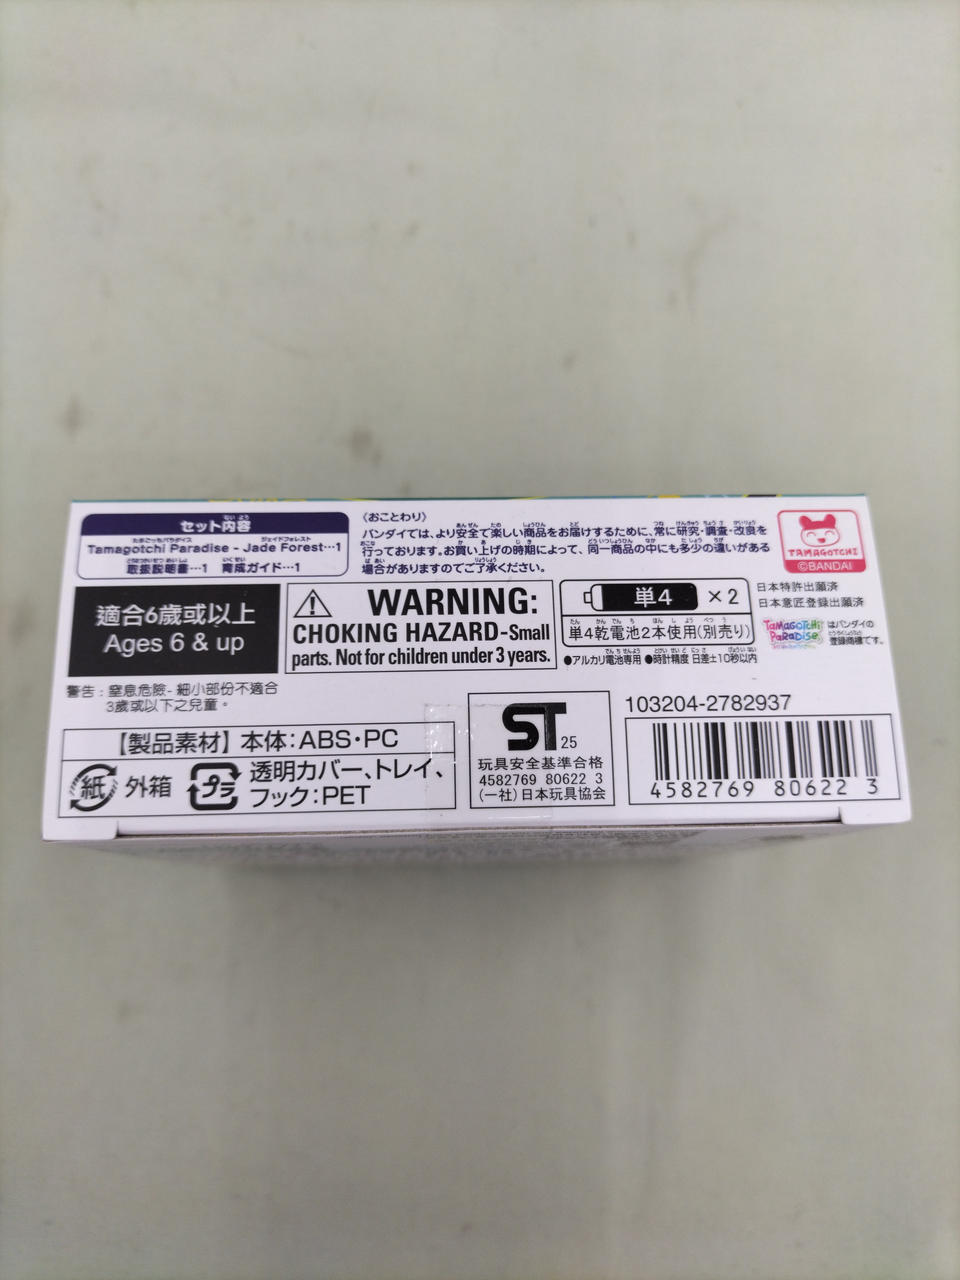 セット内容
Tamagotchi Paradise - Jade Forest…1
取扱説明書…1 育成ガイド…1
〈おことわり〉
バンダイでは、より安全で楽しい商品をお届けするために、常に研究・調査・改良を
行っております。お買い上げの時期によって、同一商品の中にも多少の違いがある
場合がありますのでご了承ください。
TAMAGOTCHI
©BANDAI
適合6歲或以上
Ages 6 & up
警告：窒息危險- 細小部份不適合
3歲或以下之兒童。
WARNING:
CHOKING HAZARD-Small
parts. Not for children under 3 years.
単4 ×2
単4乾電池2本使用(別売り)
●アルカリ電池専用 ●時計精度 日差±10秒以内
日本特許出願済
日本意匠登録出願済
Tamagotchi Paradise はバンダイの
登録商標です。
【製品素材】本体：ABS・PC
紙 外箱
プラ 透明カバー、トレイ、
フック：PET
ST 25
玩具安全基準合格
4582769 80622 3
(一社)日本玩具協会
103204-2782937
4582769 80622 3